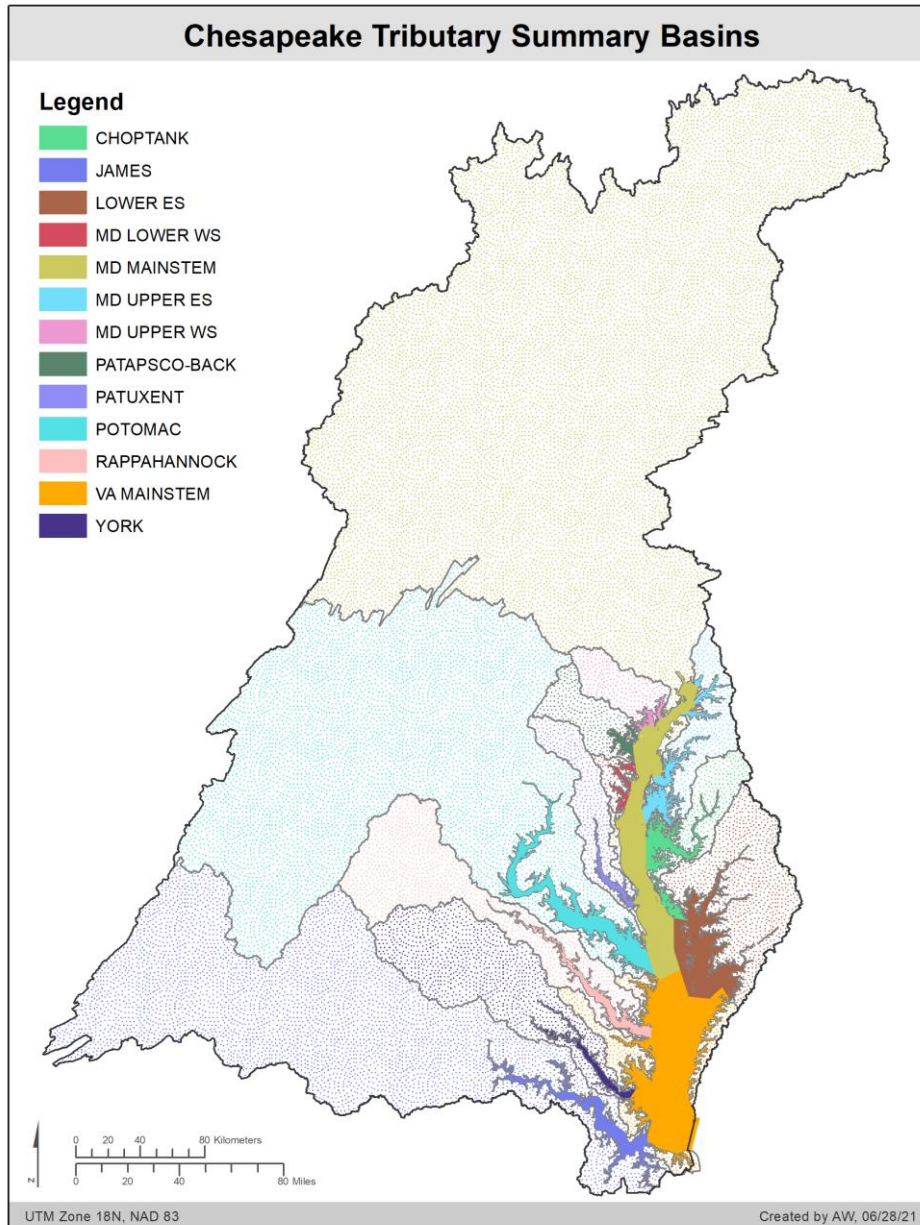 Chesapeake Tributary Summary Basins
Legend
CHOPTANK
JAMES
LOWER ES
MD LOWER WS
MD MAINSTEM
MD UPPER ES
MD UPPER WS
PATAPSCO-BACK
PATUXENT
POTOMAC
RAPPAHANNOCK
VA MAINSTEM
YORK
0 20 40 80 Kilometers
0 20 40 80 Miles
N
UTM Zone 18N, NAD 83
Created by AW, 06/28/21